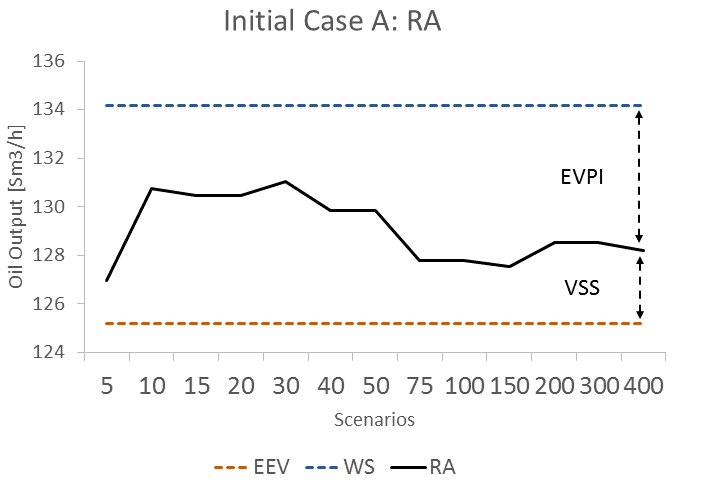 Initial Case A: RA
136
134
132
130
128
126
124
Oil Output [Sm3/h]
EVPI
VSS
5 10 15 20 30 40 50 75 100 150 200 300 400
Scenarios
EEV WS RA